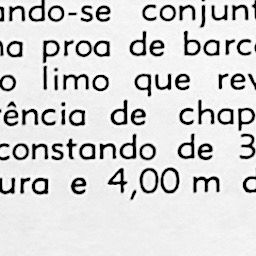 ando-se conjunt
na proa de barc
o limo que rev
rência de chap
constando de 3
ura e 4,00 m d